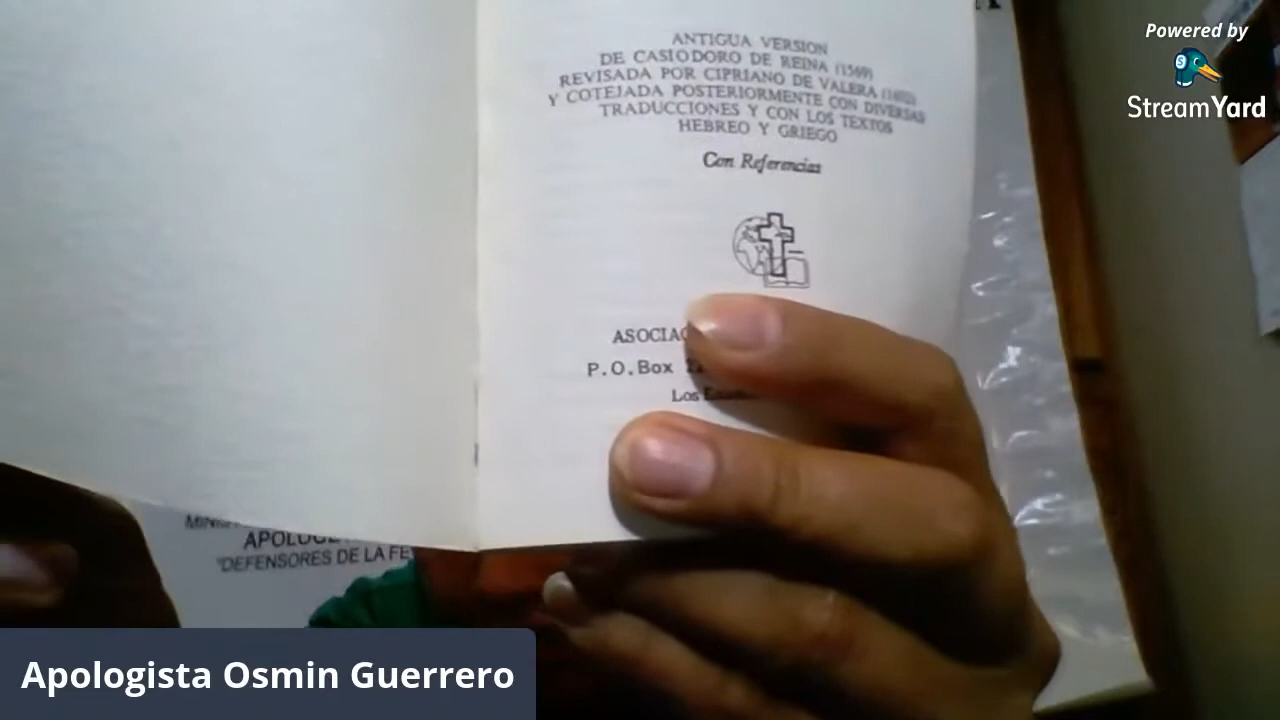 ANTIGUA VERSION
DE CASIODORO DE REINA (1569)
REVISADA POR CIPRIANO DE VALERA (1602)
Y COTEJADA POSTERIORMENTE CON DIVERSAS
TRADUCCIONES Y CON LOS TEXTOS
HEBREO Y GRIEGO
Con Referencias
P.O.Box
Los
"DEFENSORES DE LA FE
Powered by
StreamYard
Apologista Osmin Guerrero